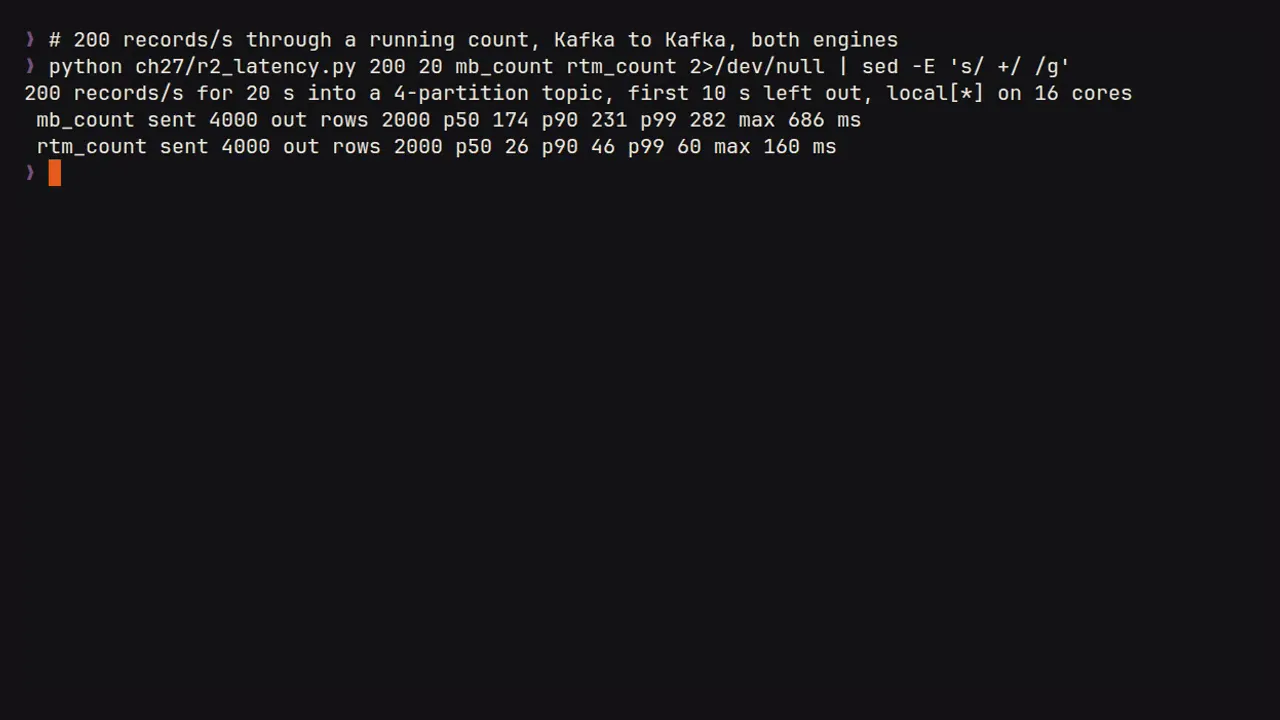 ❯ # 200 records/s through a running count, Kafka to Kafka, both engines
❯ python ch27/r2_latency.py 200 20 mb_count rtm_count 2>/dev/null | sed -E 's/ +/ /g'
200 records/s for 20 s into a 4-partition topic, first 10 s left out, local[*] on 16 cores
 mb_count sent 4000 out rows 2000 p50 174 p90 231 p99 282 max 686 ms
 rtm_count sent 4000 out rows 2000 p50 26 p90 46 p99 60 max 160 ms
❯